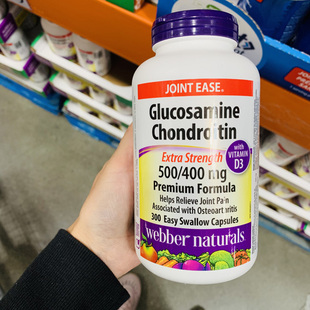 JOINT EASE.
Glucosamine
Chondroitin
with
VITAMIN
D3
Extra Strength
500/400 mg
Premium Formula
Helps Relieve Joint Pain
Associated with Osteoarthritis
300 Easy Swallow Capsules
webber naturals